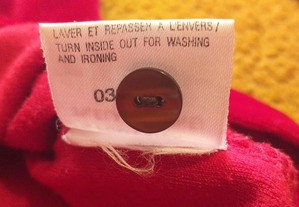 LAVER ET REPASSER A L'ENVERS/
TURN INSIDE OUT FOR WASHING
AND IRONING
03